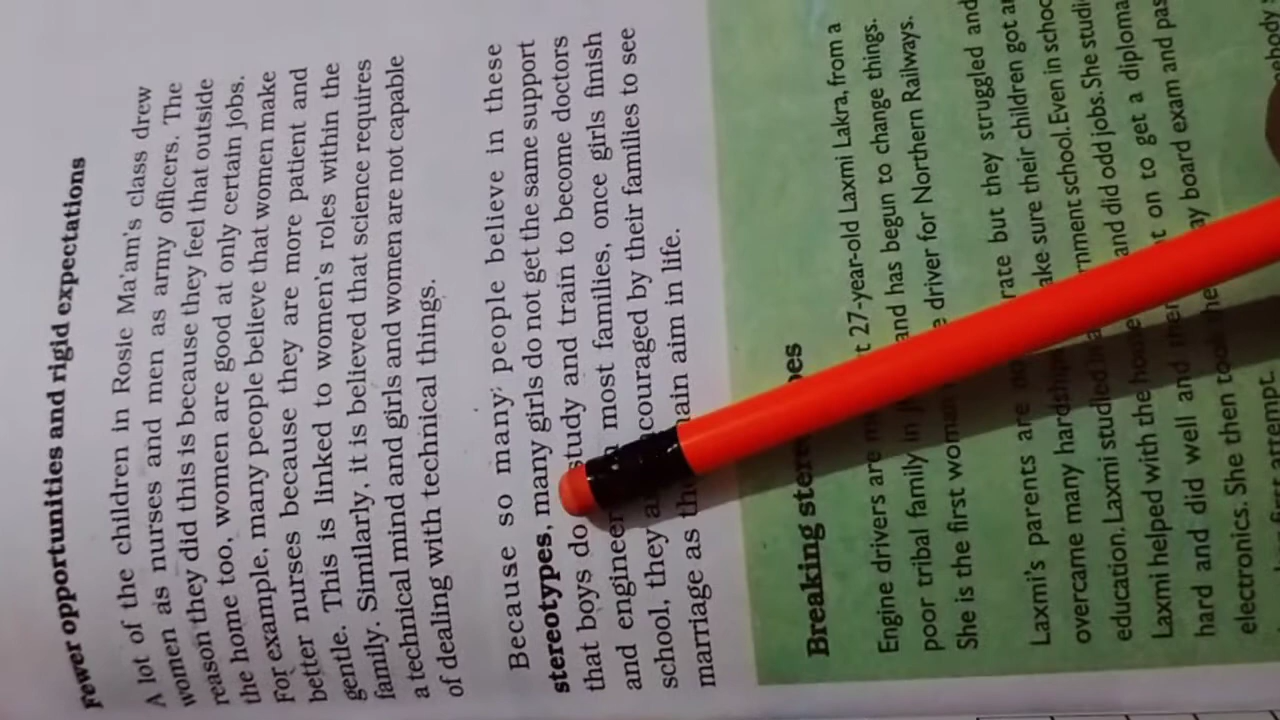 Fewer opportunities and rigid expectations
A lot of the children in Rosie Ma'am's class drew
women as nurses and men as army officers. The
reason they did this is because they feel that outside
the home too, women are good at only certain jobs.
For example, many people believe that women make
better nurses because they are more patient and
gentle. This is linked to women's roles within the
family. Similarly, it is believed that science requires
a technical mind and girls and women are not capable
of dealing with technical things.
Because so many people believe in these
stereotypes, many girls do not get the same support
that boys do study and train to become doctors
and engineer most families, once girls finish
school, they couraged by their families to see
marriage as main aim in life.
Breaking
Engine drivers are 27-year-old Laxmi Lakra, from a
poor tribal family in and has begun to change things.
She is the first woman driver for Northern Railways.
Laxmi's parents are rate but they struggled and
overcame many hardship ake sure their children got
education. Laxmi studied rnment school. Even in
Laxmi helped with the and did odd jobs. She
hard and did well and on to get a diploma
electronics. She then board exam and
attempt.